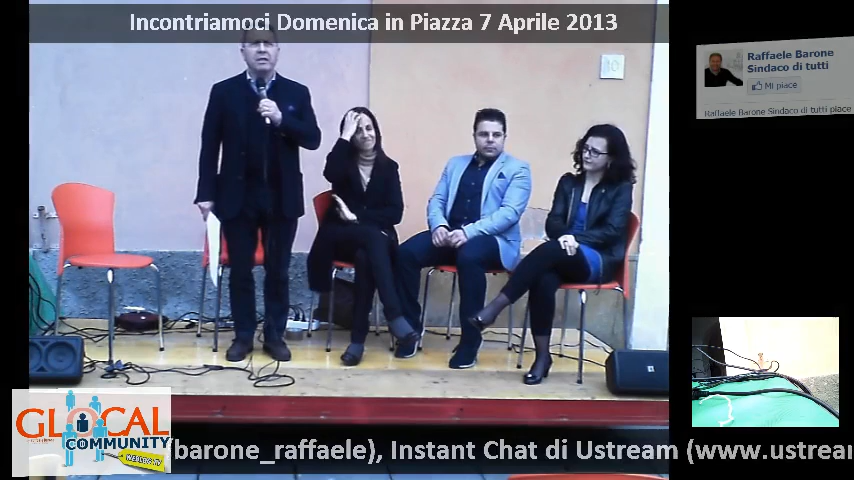 Incontriamoci Domenica in Piazza 7 Aprile 2013
10
Raffaele Barone
Sindaco di tutti
Mi piace
Raffaele Barone Sindaco di tutti piace
GLOCAL
COMMUNITY
(barone_raffaele), Instant Chat di Ustream (www.ustrea